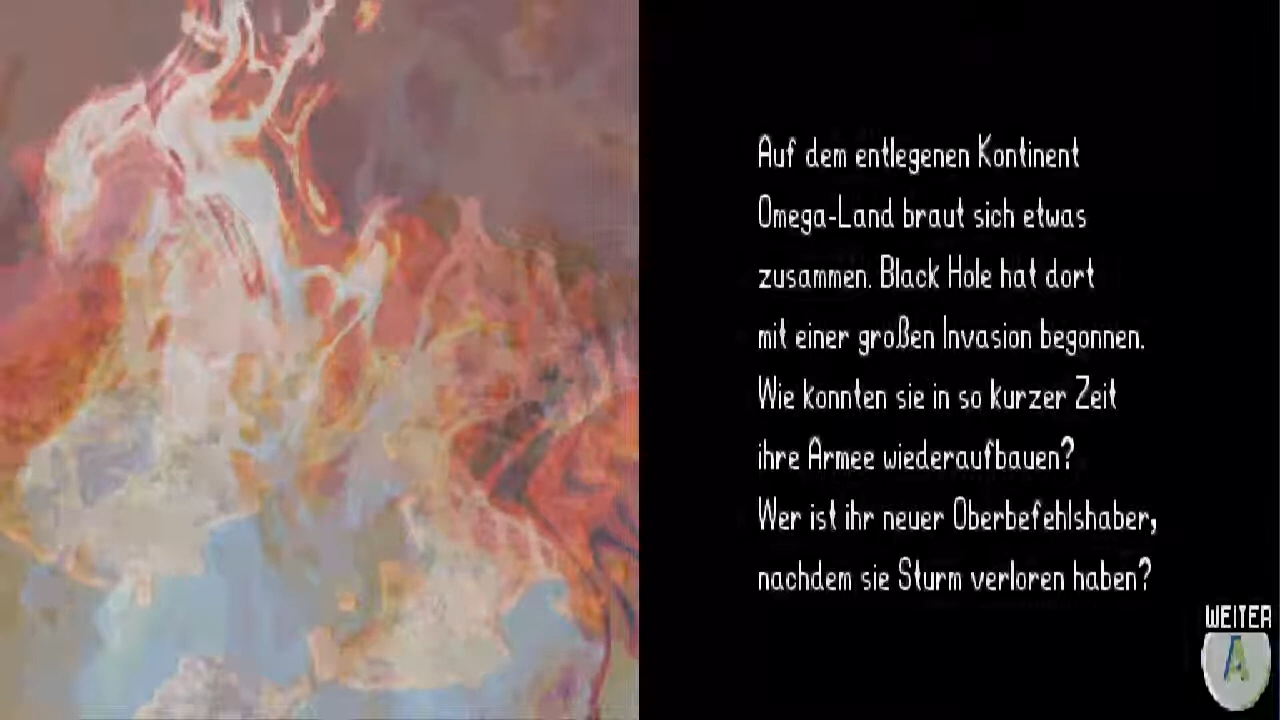 Auf dem entlegenen Kontinent
Omega-Land braut sich etwas
zusammen. Black Hole hat dort
mit einer großen Invasion begonnen.
Wie konnten sie in so kurzer Zeit
ihre Armee wiederaufbauen?
Wer ist ihr neuer Oberbefehlshaber,
nachdem sie Sturm verloren haben?
WEITER
A